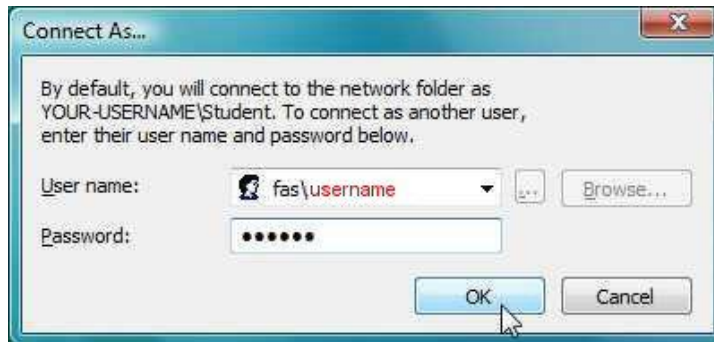 Connect As...
By default, you will connect to the network folder as
YOUR-USERNAME\Student. To connect as another user,
enter their user name and password below.
User name: fas\username ... Browse...
Password: ●●●●●●
OK Cancel